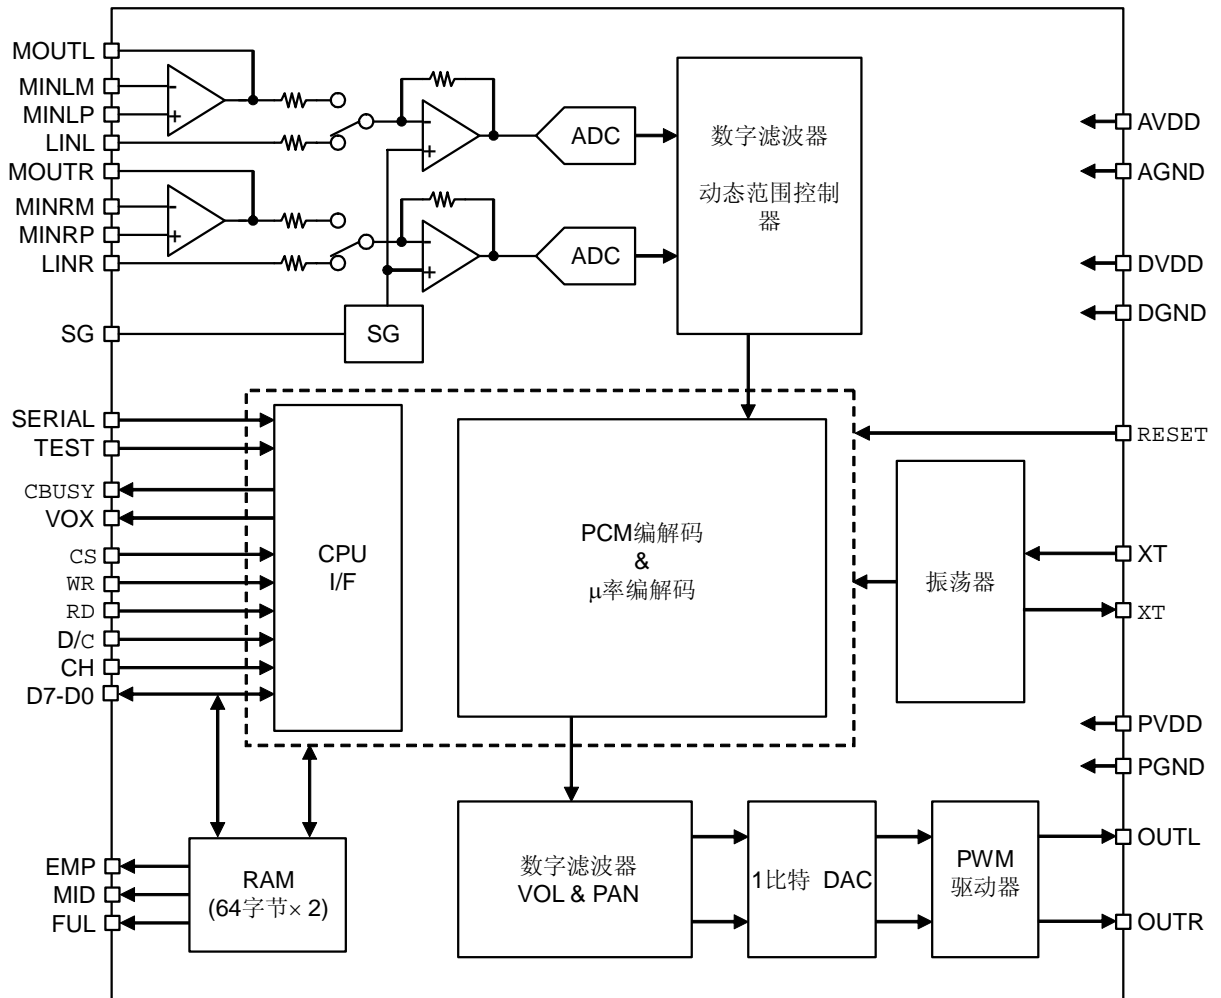 MOUTL
MINLM
MINLP
LINL
MOUTR
MINRM
MINRP
LINR
SG
SERIAL
TEST
CBUSY
VOX
CS
WR
RD
D/C
CH
D7-D0
EMP
MID
FUL
-
+
-
+
-
+
-
+
SG
ADC
ADC
数字滤波器
动态范围控制
器
CPU
I/F
PCM编解码
&
μ率编解码
振荡器
RAM
(64字节× 2)
数字滤波器
VOL & PAN
1比特 DAC
PWM
驱动器
AVDD
AGND
DVDD
DGND
RESET
XT
XT
PVDD
PGND
OUTL
OUTR